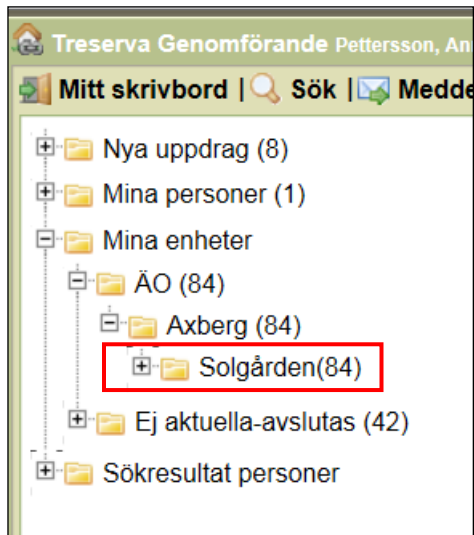 Treserva Genomförande Pettersson, An
Mitt skrivbord | Sök | Medde
Nya uppdrag (8)
Mina personer (1)
Mina enheter
ÄO (84)
Axberg (84)
Solgården(84)
Ej aktuella-avslutas (42)
Sökresultat personer